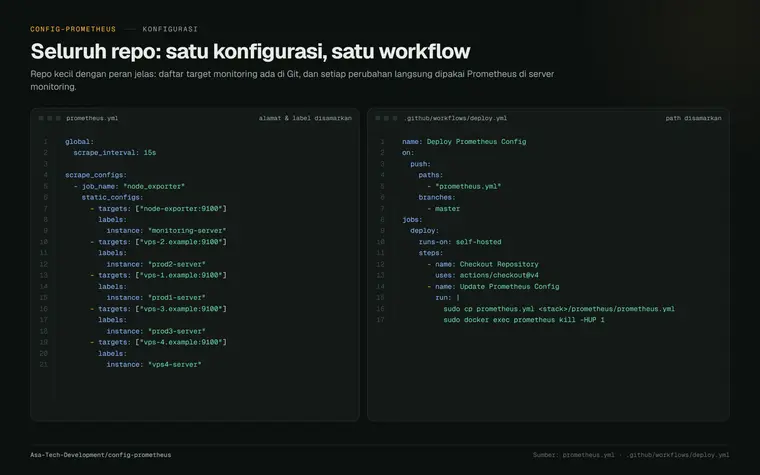 CONFIG-PROMETHEUS — KONFIGURASI
Seluruh repo: satu konfigurasi, satu workflow
Repo kecil dengan peran jelas: daftar target monitoring ada di Git, dan setiap perubahan langsung dipakai Prometheus di server
monitoring.
prometheus.yml alamat & label disamarkan
1 global:
2 scrape_interval: 15s
3
4 scrape_configs:
5 - job_name: "node_exporter"
6 static_configs:
7 - targets: ["node-exporter:9100"]
8 labels:
9 instance: "monitoring-server"
10 - targets: ["vps-2.example:9100"]
11 labels:
12 instance: "prod2-server"
13 - targets: ["vps-1.example:9100"]
14 labels:
15 instance: "prod1-server"
16 - targets: ["vps-3.example:9100"]
17 labels:
18 instance: "prod3-server"
19 - targets: ["vps-4.example:9100"]
20 labels:
21 instance: "vps4-server"
.github/workflows/deploy.yml path disamarkan
1 name: Deploy Prometheus Config
2 on:
3 push:
4 paths:
5 - "prometheus.yml"
6 branches:
7 - master
8 jobs:
9 deploy:
10 runs-on: self-hosted
11 steps:
12 - name: Checkout Repository
13 uses: actions/checkout@v4
14 - name: Update Prometheus Config
15 run: |
16 sudo cp prometheus.yml <stack>/prometheus/prometheus.yml
17 sudo docker exec prometheus kill -HUP 1
Asa-Tech-Development/config-prometheus
Sumber: prometheus.yml · .github/workflows/deploy.yml